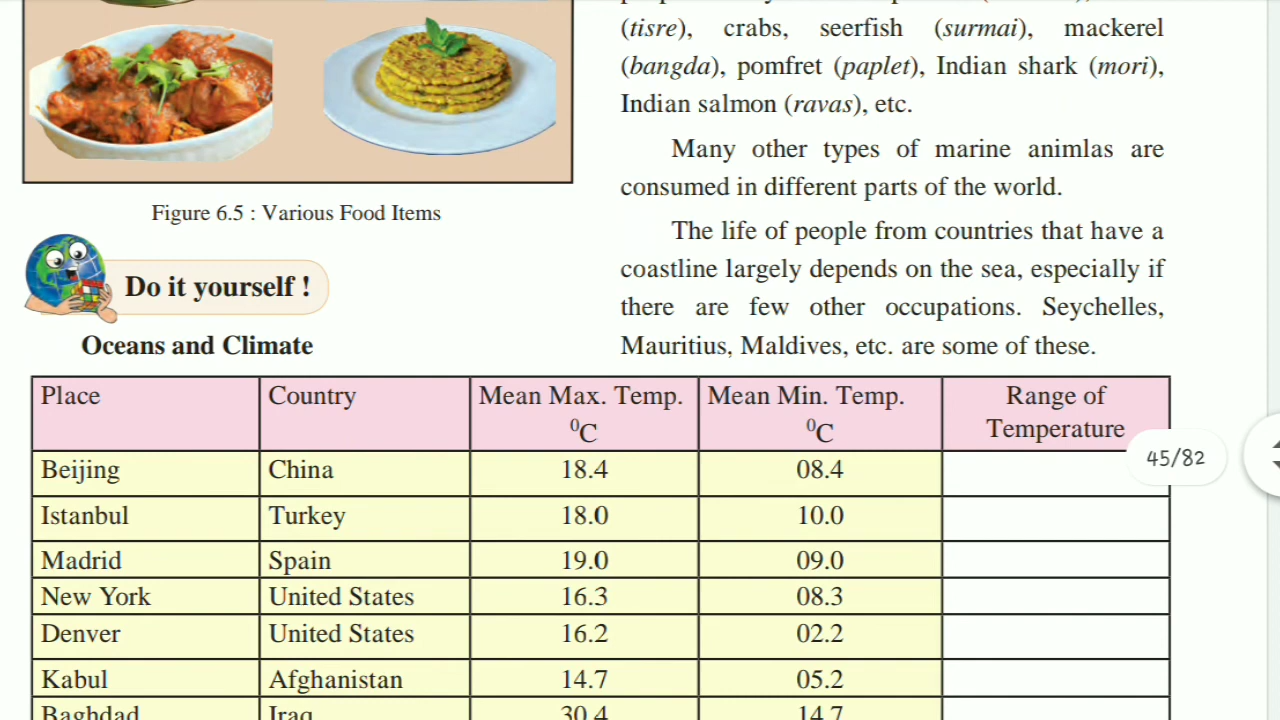 (tisre), crabs, seerfish (surmai), mackerel
(bangda), pomfret (paplet), Indian shark (mori),
Indian salmon (ravas), etc.
Many other types of marine animlas are
consumed in different parts of the world.
The life of people from countries that have a
coastline largely depends on the sea, especially if
there are few other occupations. Seychelles,
Mauritius, Maldives, etc. are some of these.
Figure 6.5 : Various Food Items
Do it yourself !
Oceans and Climate
Place Country Mean Max. Temp. ⁰C Mean Min. Temp. ⁰C Range of Temperature
45/82
Beijing China 18.4 08.4
Istanbul Turkey 18.0 10.0
Madrid Spain 19.0 09.0
New York United States 16.3 08.3
Denver United States 16.2 02.2
Kabul Afghanistan 14.7 05.2
Baghdad Iraq 30.4 14.7